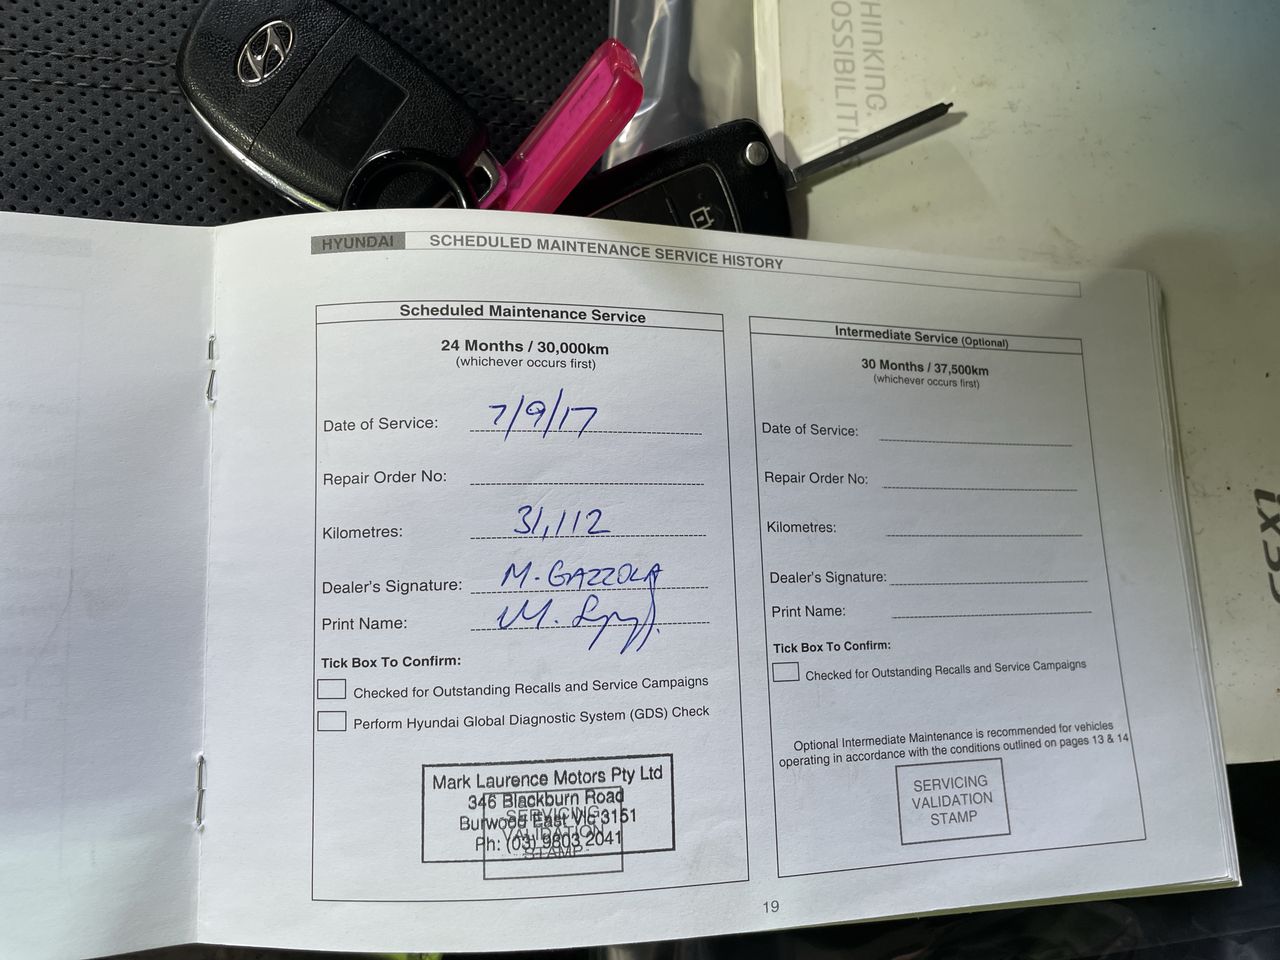 THINKING.
POSSIBILITIES
HYUNDAI SCHEDULED MAINTENANCE SERVICE HISTORY
Scheduled Maintenance Service
24 Months / 30,000km
(whichever occurs first)
Date of Service: 7/9/17
Repair Order No:
Kilometres: 31,112
Dealer's Signature: M. GAZZOLA
Print Name:
Tick Box To Confirm:
Checked for Outstanding Recalls and Service Campaigns
Perform Hyundai Global Diagnostic System (GDS) Check
Mark Laurence Motors Pty Ltd
346 Blackburn Road
Burwood East Vic 3151
Ph: (03) 9803 2041
SERVICING
VALIDATION
STAMP
Intermediate Service (Optional)
30 Months / 37,500km
(whichever occurs first)
Date of Service:
Repair Order No:
Kilometres:
Dealer's Signature:
Print Name:
Tick Box To Confirm:
Checked for Outstanding Recalls and Service Campaigns
Optional Intermediate Maintenance is recommended for vehicles
operating in accordance with the conditions outlined on pages 13 & 14
SERVICING
VALIDATION
STAMP
19
ix35